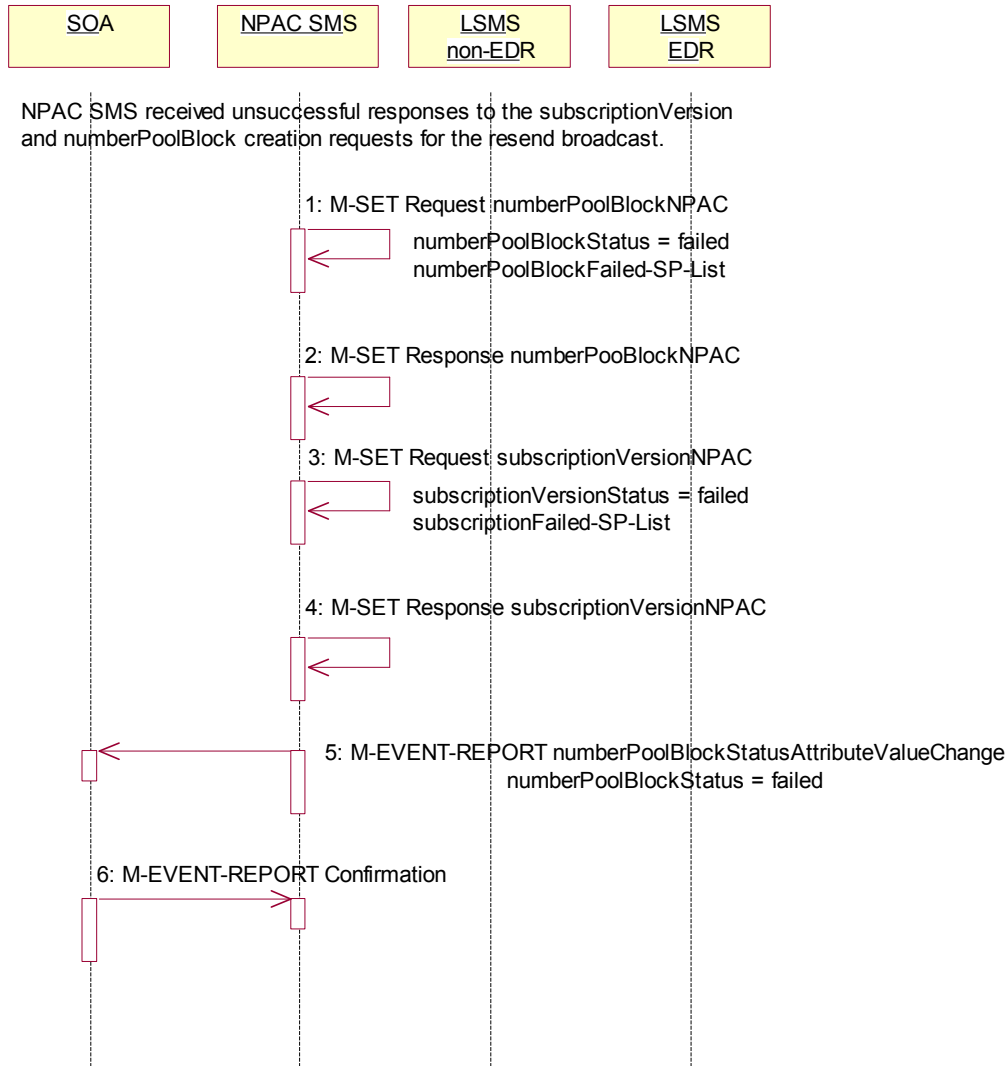 SOA
NPAC SMS
LSMS
non-EDR
LSMS
EDR
NPAC SMS received unsuccessful responses to the subscriptionVersion
and numberPoolBlock creation requests for the resend broadcast.
1: M-SET Request numberPoolBlockNPAC
numberPoolBlockStatus = failed
numberPoolBlockFailed-SP-List
2: M-SET Response numberPooBlockNPAC
3: M-SET Request subscriptionVersionNPAC
subscriptionVersionStatus = failed
subscriptionFailed-SP-List
4: M-SET Response subscriptionVersionNPAC
5: M-EVENT-REPORT numberPoolBlockStatusAttributeValueChange
numberPoolBlockStatus = failed
6: M-EVENT-REPORT Confirmation